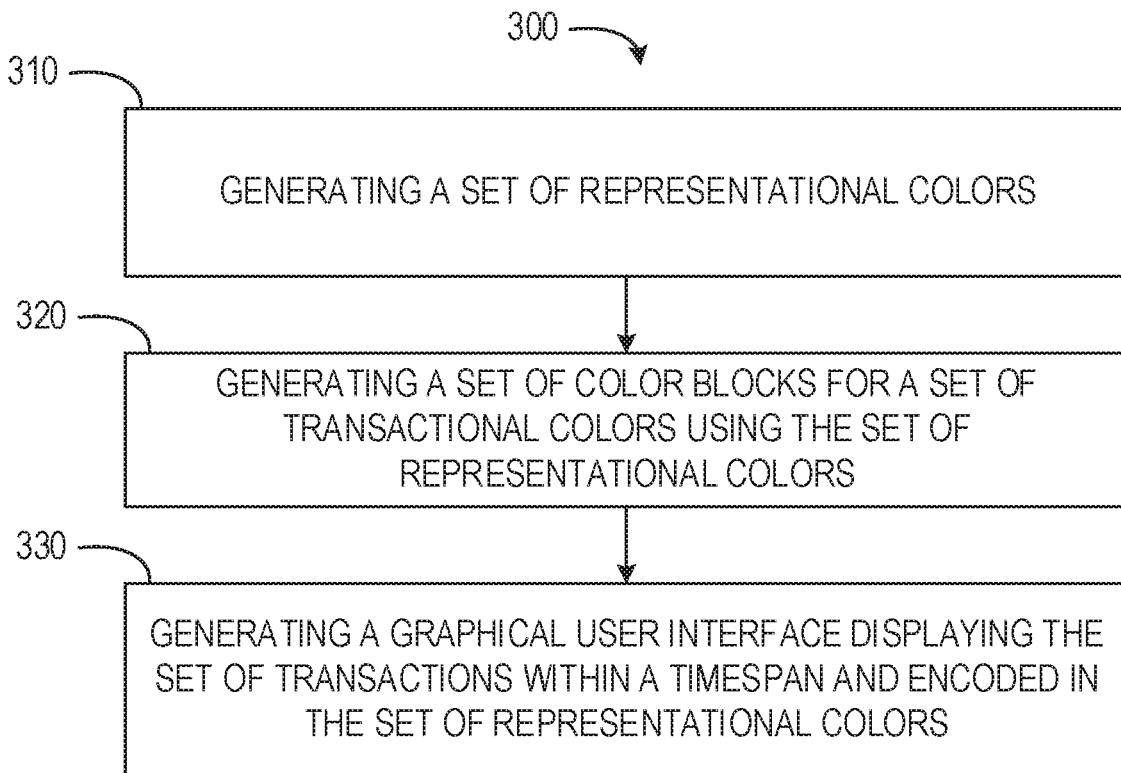 300
310
GENERATING A SET OF REPRESENTATIONAL COLORS
320
GENERATING A SET OF COLOR BLOCKS FOR A SET OF
TRANSACTIONAL COLORS USING THE SET OF
REPRESENTATIONAL COLORS
330
GENERATING A GRAPHICAL USER INTERFACE DISPLAYING THE
SET OF TRANSACTIONS WITHIN A TIMESPAN AND ENCODED IN
THE SET OF REPRESENTATIONAL COLORS